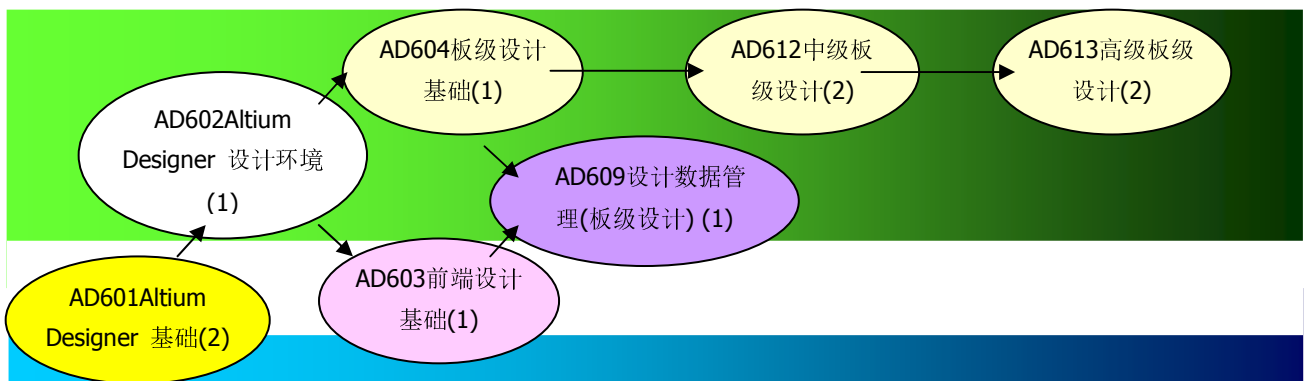 AD604板级设计
基础(1)
AD612中级板
级设计(2)
AD613高级板级
设计(2)
AD602Altium
Designer 设计环境
(1)
AD609设计数据管
理(板级设计) (1)
AD603前端设计
基础(1)
AD601Altium
Designer 基础(2)